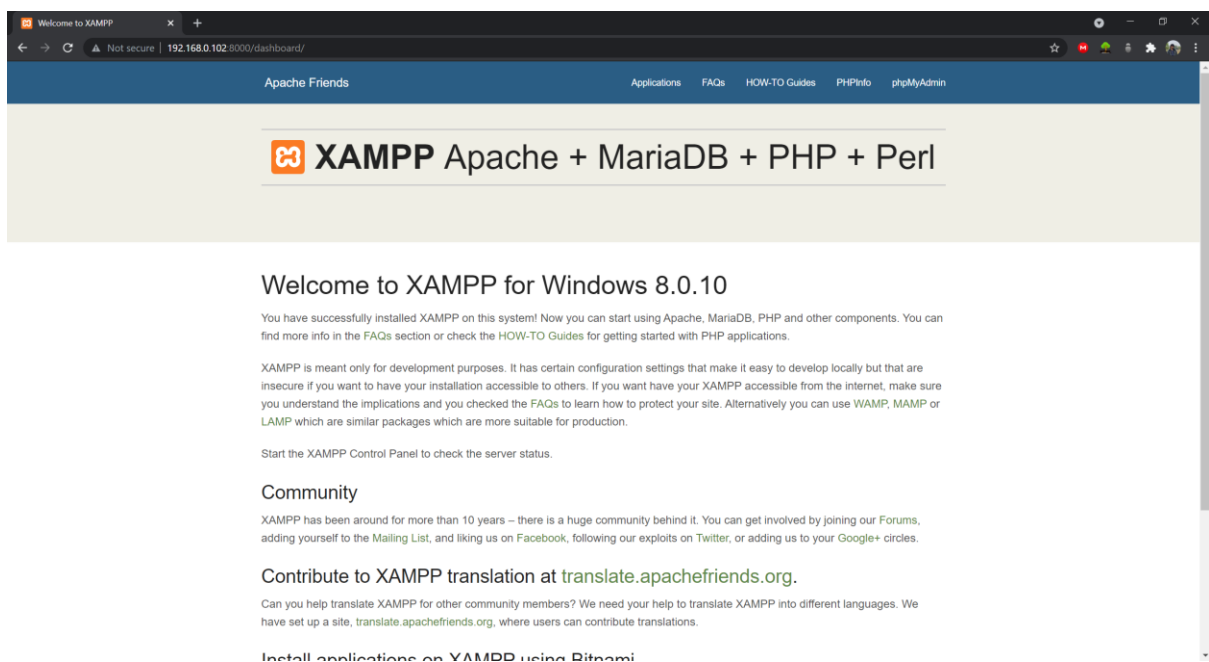 Welcome to XAMPP
Not secure | 192.168.0.102:8000/dashboard/
Apache Friends Applications FAQs HOW-TO Guides PHPInfo phpMyAdmin
XAMPP Apache + MariaDB + PHP + Perl
Welcome to XAMPP for Windows 8.0.10
You have successfully installed XAMPP on this system! Now you can start using Apache, MariaDB, PHP and other components. You can
find more info in the FAQs section or check the HOW-TO Guides for getting started with PHP applications.
XAMPP is meant only for development purposes. It has certain configuration settings that make it easy to develop locally but that are
insecure if you want to have your installation accessible to others. If you want have your XAMPP accessible from the internet, make sure
you understand the implications and you checked the FAQs to learn how to protect your site. Alternatively you can use WAMP, MAMP or
LAMP which are similar packages which are more suitable for production.
Start the XAMPP Control Panel to check the server status.
Community
XAMPP has been around for more than 10 years – there is a huge community behind it. You can get involved by joining our Forums,
adding yourself to the Mailing List, and liking us on Facebook, following our exploits on Twitter, or adding us to your Google+ circles.
Contribute to XAMPP translation at translate.apachefriends.org.
Can you help translate XAMPP for other community members? We need your help to translate XAMPP into different languages. We
have set up a site, translate.apachefriends.org, where users can contribute translations.
Install applications on XAMPP using Bitnami